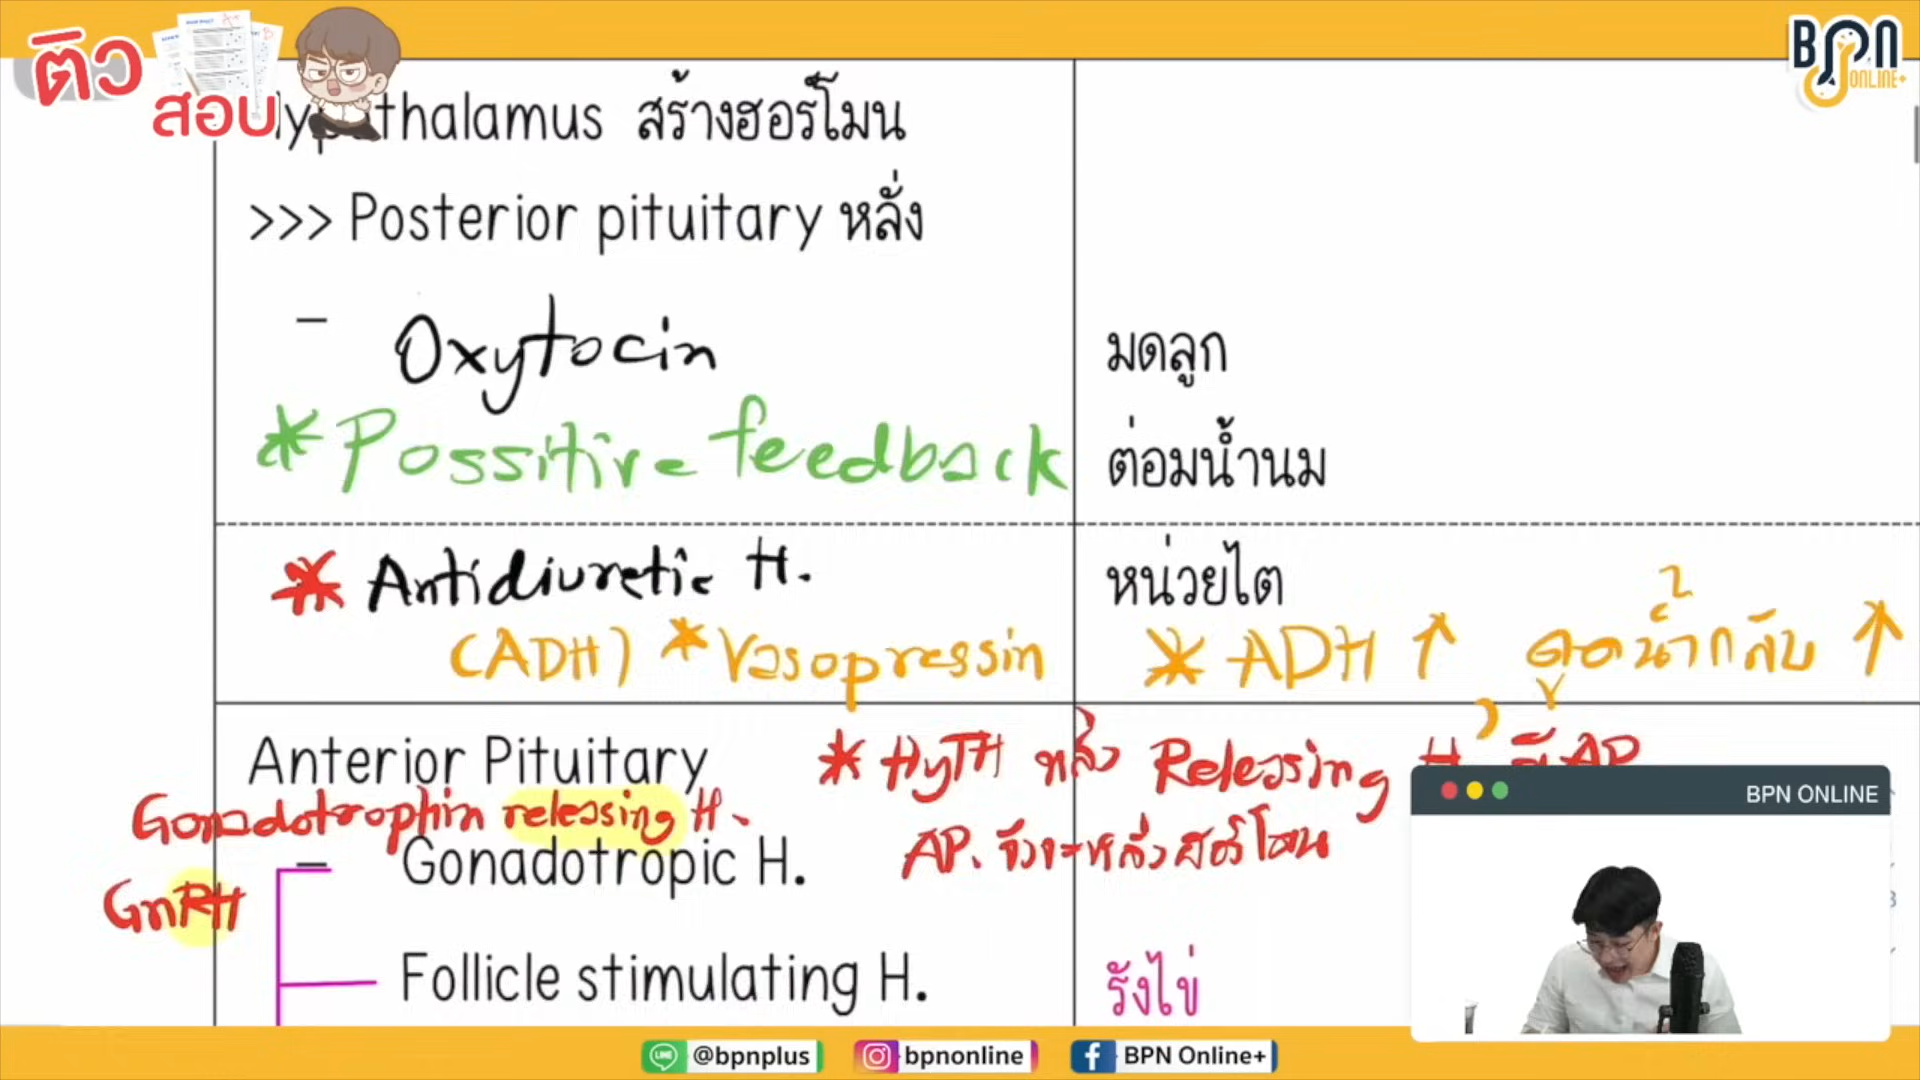 ติว
สอบ
BPN
ONLINE+
thalamus สร้างฮอร์โมน
>>> Posterior pituitary หลั่ง
- Oxytocin
มดลูก
* Possitive feedback
ต่อมน้ำนม
* Antidiuretic H.
หน่วยไต
(ADH) * Vasopressin
* ADH ↑ ดูดน้ำกลับ ↑
Anterior Pituitary
* HyTH หลั่ง Releasing H
AP
Gonadotrophin releasing H.
- Gonadotropic H.
AP. จึงจะหลั่งฮอร์โมน
GnRH
Follicle stimulating H.
รังไข่
BPN ONLINE
@bpnplus
bpnonline
BPN Online+